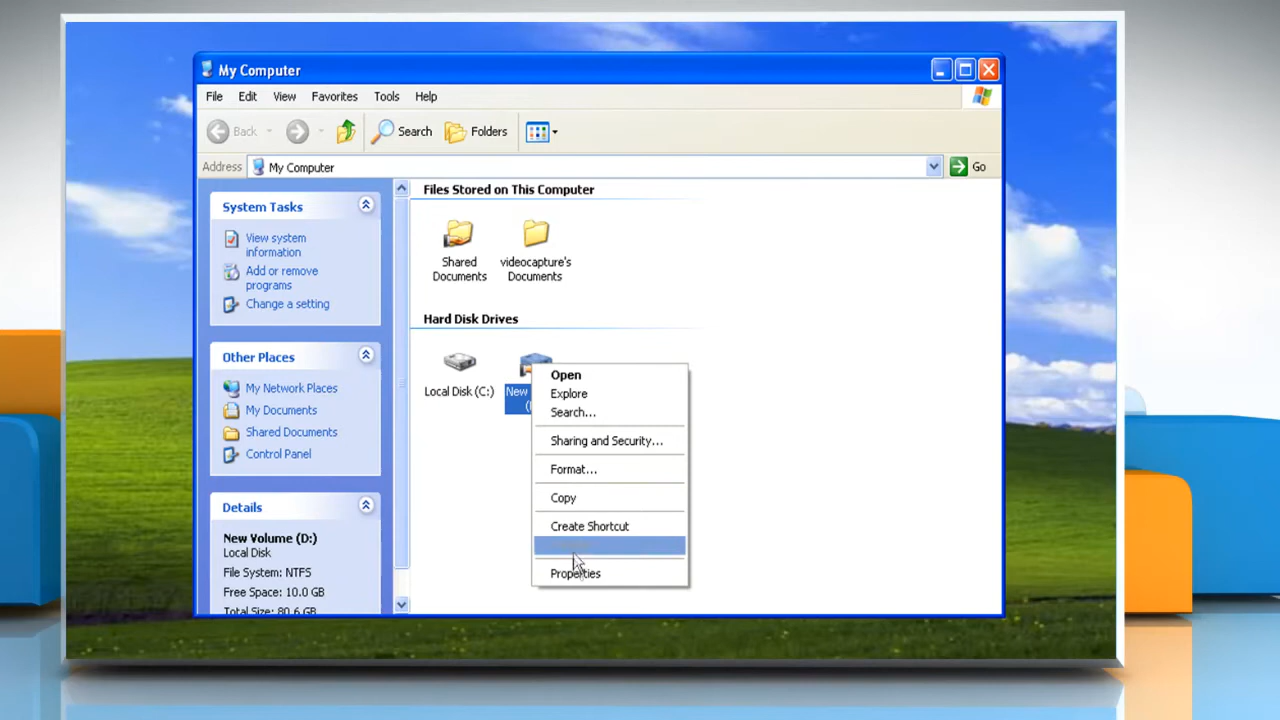 My Computer
File Edit View Favorites Tools Help
Back Search Folders
Address My Computer Go
System Tasks
View system
information
Add or remove
programs
Change a setting
Other Places
My Network Places
My Documents
Shared Documents
Control Panel
Details
New Volume (D:)
Local Disk
File System: NTFS
Free Space: 10.0 GB
Total Size: 80.6 GB
Files Stored on This Computer
Shared
Documents
videocapture's
Documents
Hard Disk Drives
Local Disk (C:)
New
Open
Explore
Search...
Sharing and Security...
Format...
Copy
Create Shortcut
Properties